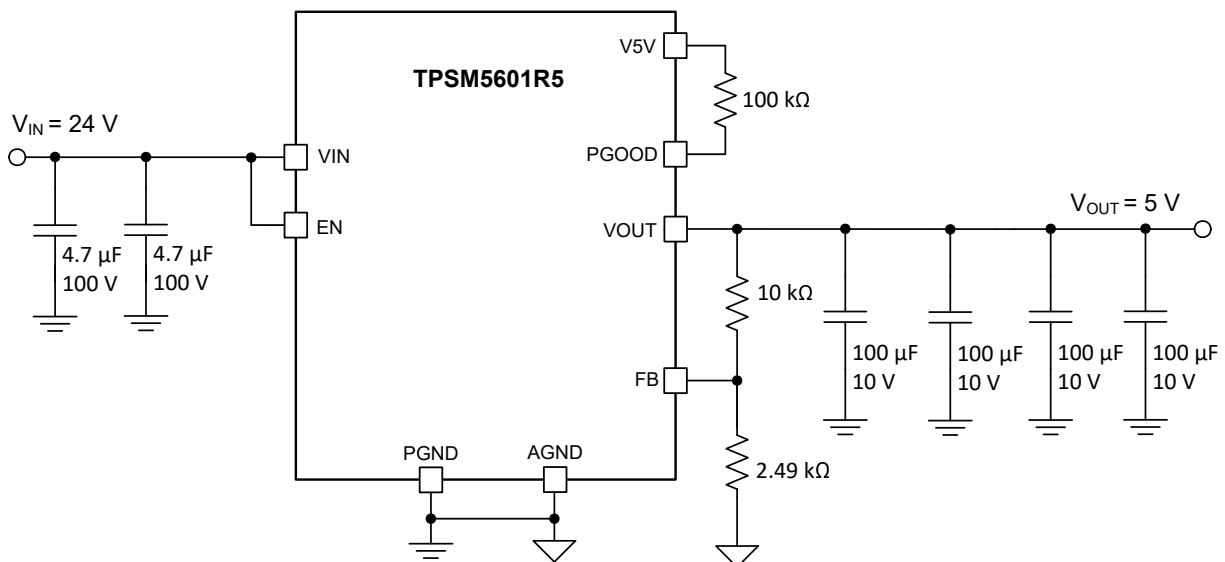 V5V
TPSM5601R5
100 kΩ
V_IN = 24 V
PGOOD
VIN
V_OUT = 5 V
EN
VOUT
4.7 µF
100 V
4.7 µF
100 V
10 kΩ
100 µF
10 V
100 µF
10 V
100 µF
10 V
100 µF
10 V
FB
PGND
AGND
2.49 kΩ